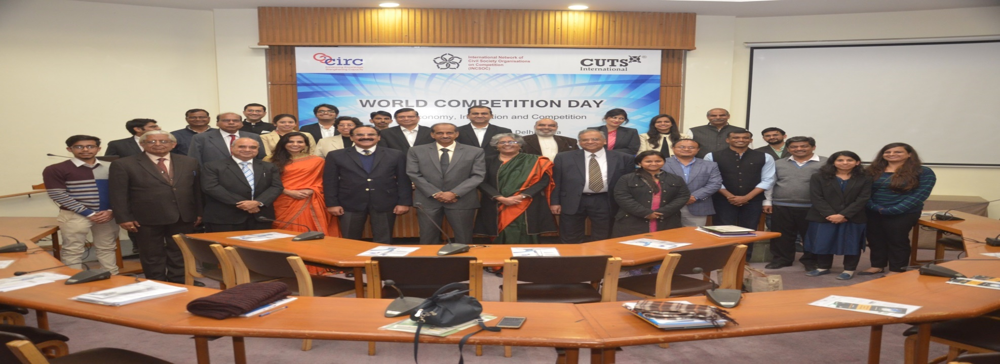 circ
Enhancing Knowledge
Strengthening Capacity
International Network of
Civil Society Organisations
on Competition
(INCSOC)
CUTS
International
WORLD COMPETITION DAY
and Competition